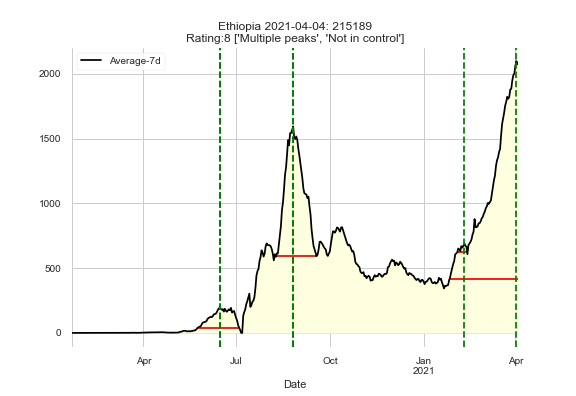 Ethiopia 2021-04-04: 215189
Rating:8 ['Multiple peaks', 'Not in control']
Average-7d
2000
1500
1000
500
0
Apr Jul Oct Jan Apr
2021
Date